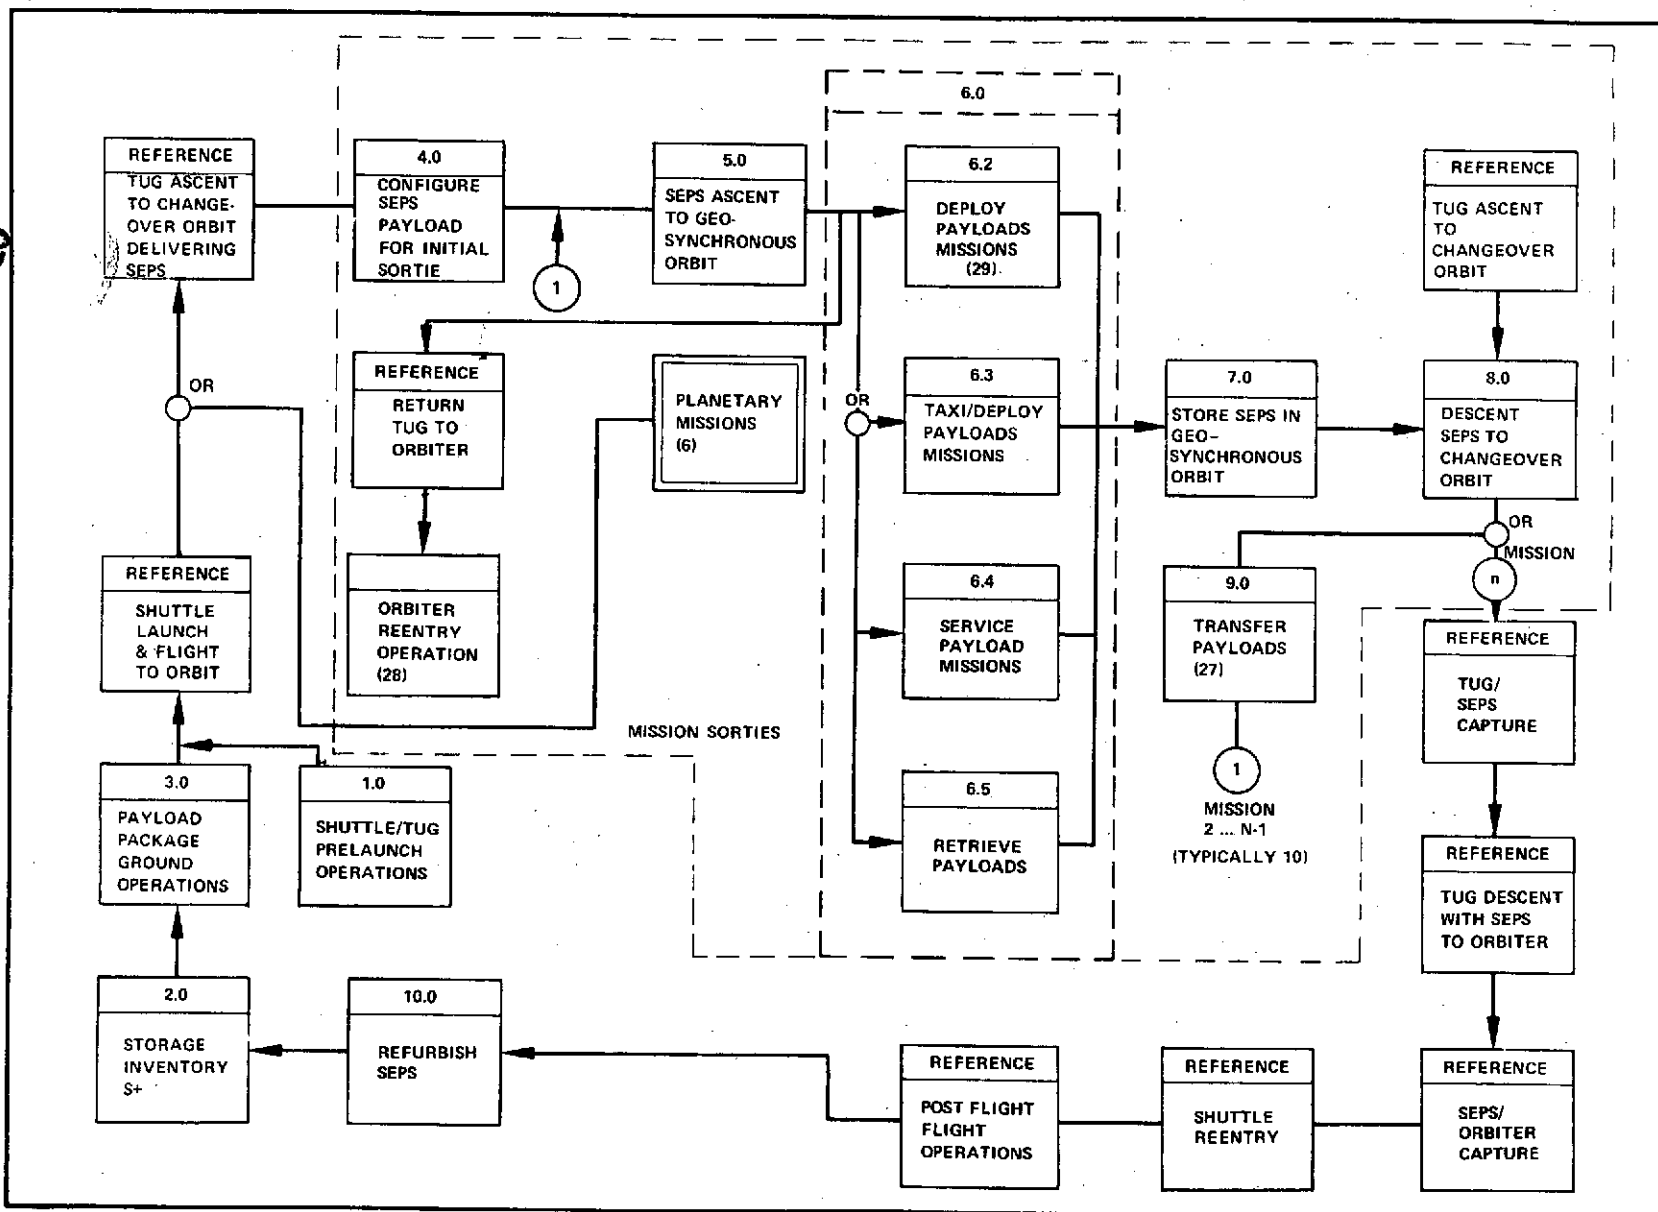 6.0
REFERENCE
TUG ASCENT
TO CHANGE-
OVER ORBIT
DELIVERING
SEPS
4.0
CONFIGURE
SEPS
PAYLOAD
FOR INITIAL
SORTIE
1
5.0
SEPS ASCENT
TO GEO-
SYNCHRONOUS
ORBIT
6.2
DEPLOY
PAYLOADS
MISSIONS
(29)
REFERENCE
TUG ASCENT
TO
CHANGEOVER
ORBIT
OR
REFERENCE
RETURN
TUG TO
ORBITER
PLANETARY
MISSIONS
(6)
OR
6.3
TAXI/DEPLOY
PAYLOADS
MISSIONS
7.0
STORE SEPS IN
GEO-
SYNCHRONOUS
ORBIT
8.0
DESCENT
SEPS TO
CHANGEOVER
ORBIT
OR
MISSION
n
REFERENCE
SHUTTLE
LAUNCH
& FLIGHT
TO ORBIT
ORBITER
REENTRY
OPERATION
(28)
6.4
SERVICE
PAYLOAD
MISSIONS
9.0
TRANSFER
PAYLOADS
(27)
1
MISSION
2 ... N-1
(TYPICALLY 10)
REFERENCE
TUG/
SEPS
CAPTURE
MISSION SORTIES
3.0
PAYLOAD
PACKAGE
GROUND
OPERATIONS
1.0
SHUTTLE/TUG
PRELAUNCH
OPERATIONS
6.5
RETRIEVE
PAYLOADS
REFERENCE
TUG DESCENT
WITH SEPS
TO ORBITER
2.0
STORAGE
INVENTORY
S+
10.0
REFURBISH
SEPS
REFERENCE
POST FLIGHT
FLIGHT
OPERATIONS
REFERENCE
SHUTTLE
REENTRY
REFERENCE
SEPS/
ORBITER
CAPTURE